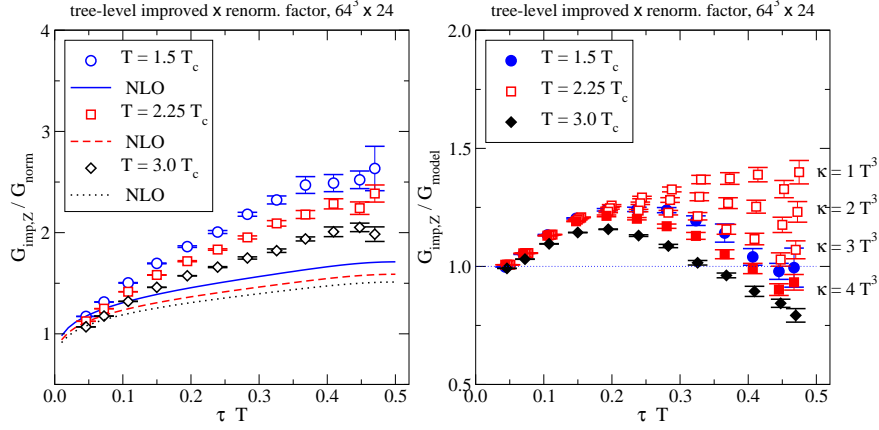 tree-level improved x renorm. factor, 64³ x 24
4
3
2
1
0.0 0.1 0.2 0.3 0.4 0.5
τ T
G_imp,Z / G_norm
T = 1.5 T_c
NLO
T = 2.25 T_c
NLO
T = 3.0 T_c
NLO
tree-level improved x renorm. factor, 64³ x 24
2.0
1.5
1.0
0.5
0.0 0.1 0.2 0.3 0.4 0.5
τ T
G_imp,Z / G_model
T = 1.5 T_c
T = 2.25 T_c
T = 3.0 T_c
κ = 1 T³
κ = 2 T³
κ = 3 T³
κ = 4 T³